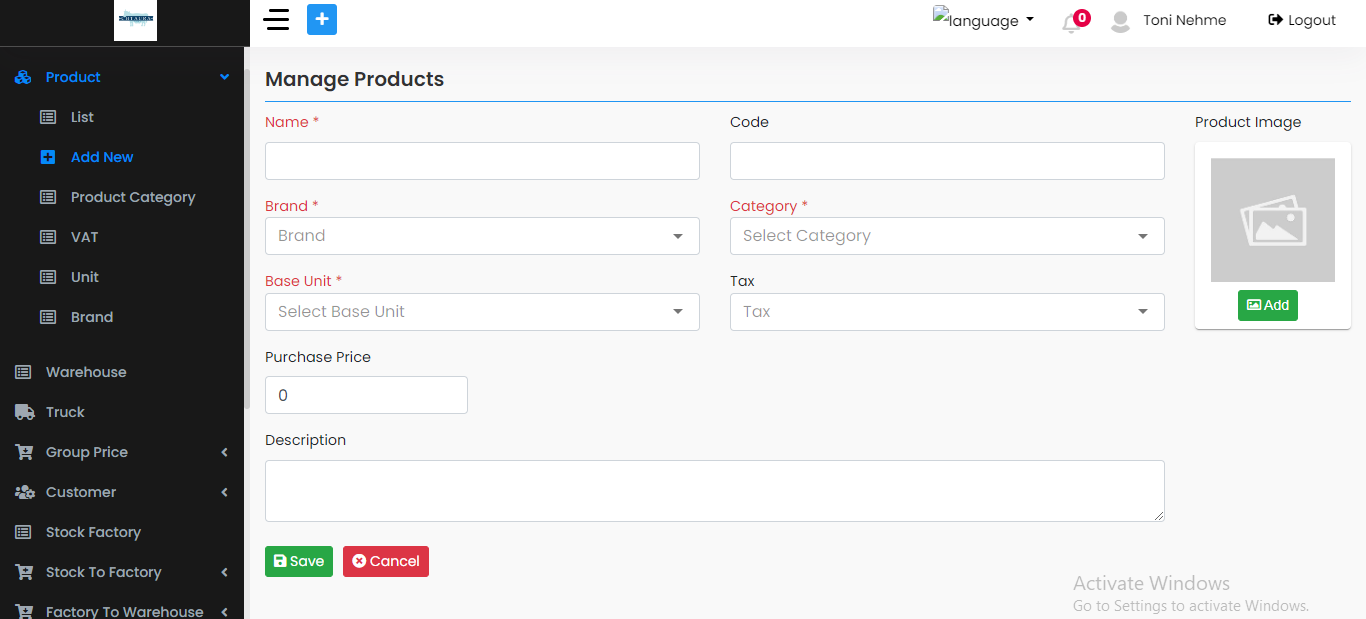 language
0
Toni Nehme
Logout
Product
List
Add New
Product Category
VAT
Unit
Brand
Warehouse
Truck
Group Price
Customer
Stock Factory
Stock To Factory
Factory To Warehouse
Manage Products
Name *
Code
Product Image
Brand *
Brand
Category *
Select Category
Base Unit *
Select Base Unit
Tax
Tax
Add
Purchase Price
0
Description
Save
Cancel
Activate Windows
Go to Settings to activate Windows.